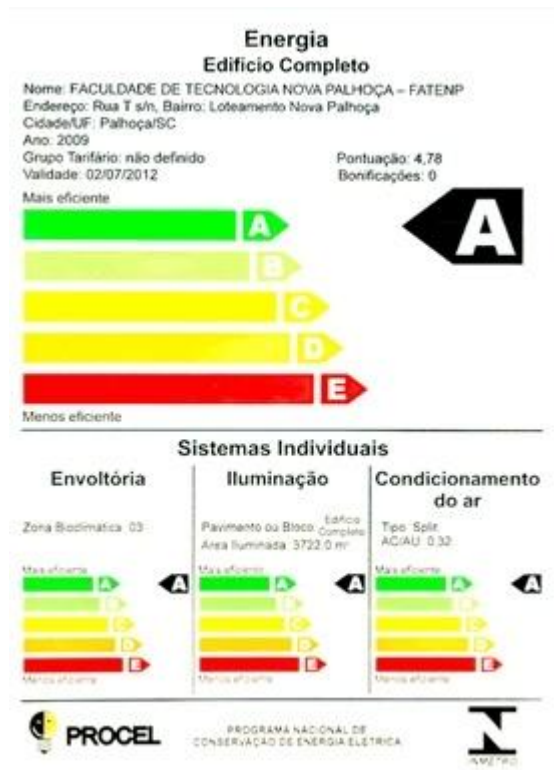 Energia
Edifício Completo
Nome: FACULDADE DE TECNOLOGIA NOVA PALHOÇA – FATENP
Endereço: Rua T s/n, Bairro: Loteamento Nova Palhoça
Cidade/UF: Palhoça/SC
Ano: 2009
Grupo Tarifário: não definido
Pontuação: 4,78
Validade: 02/07/2012
Bonificações: 0
Mais eficiente
A
A
B
C
D
E
Menos eficiente
Sistemas Individuais
Envoltória
Zona Bioclimática: 03
Mais eficiente
A
A
B
C
D
E
Menos eficiente
Iluminação
Pavimento ou Bloco: Edifício Completo
Área Iluminada: 3722,0 m²
Mais eficiente
A
A
B
C
D
E
Menos eficiente
Condicionamento
do ar
Tipo: Split
AC/AU: 0,32
Mais eficiente
A
A
B
C
D
E
Menos eficiente
PROCEL
PROGRAMA NACIONAL DE
CONSERVAÇÃO DE ENERGIA ELÉTRICA
INMETRO